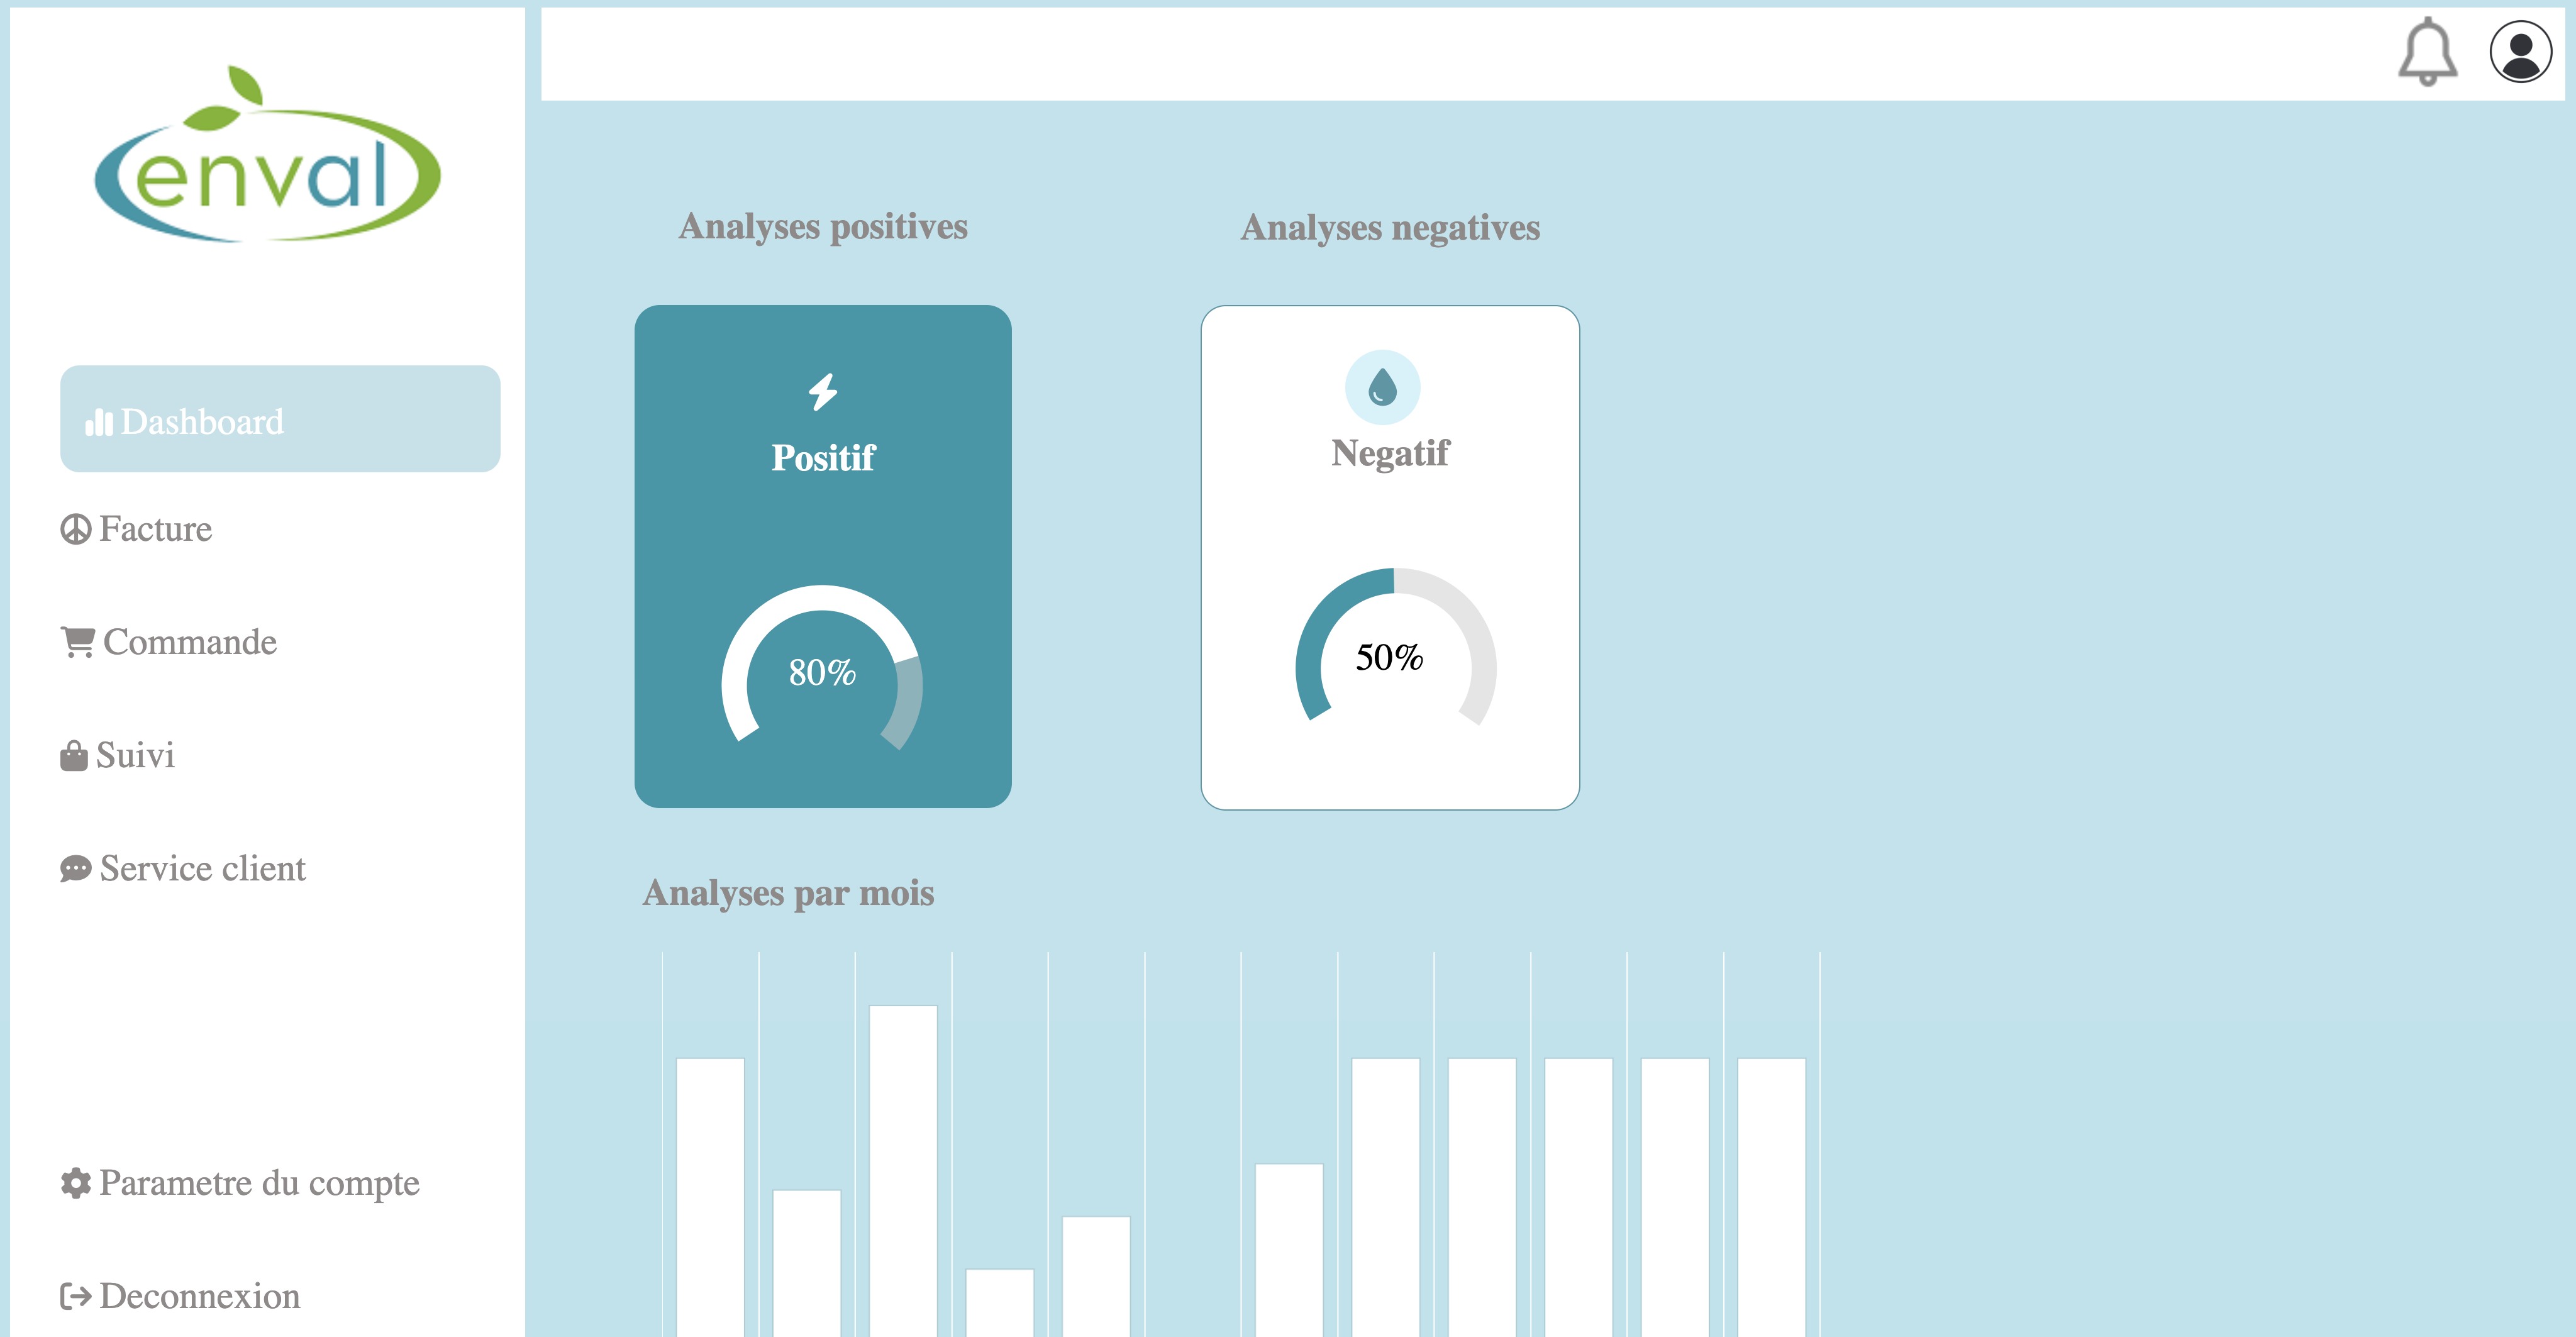 enval
Dashboard
Facture
Commande
Suivi
Service client
Parametre du compte
Deconnexion
Analyses positives
Analyses negatives
Positif
80%
Negatif
50%
Analyses par mois